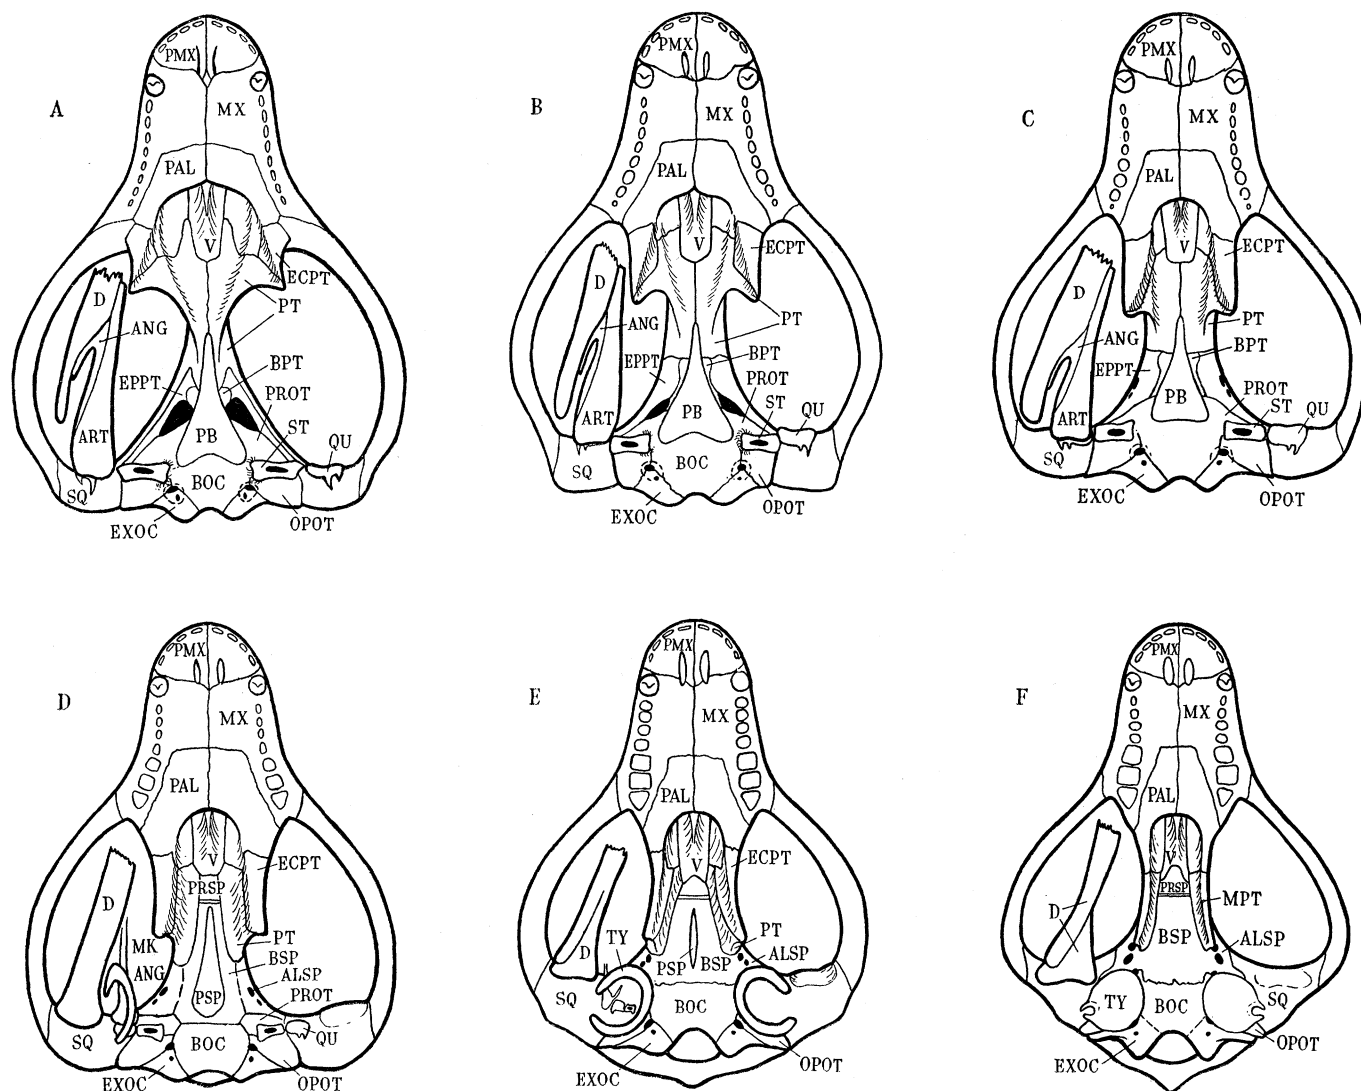 A
PMX
MX
PAL
V
ECPT
D
PT
ANG
BPT
EPPT
PROT
ART
PB
ST
QU
SQ
BOC
EXOC
OPOT
B
PMX
MX
PAL
V
ECPT
D
ANG
PT
EPPT
BPT
PROT
ST
PB
QU
ART
SQ
BOC
EXOC
OPOT
C
PMX
MX
PAL
V
ECPT
D
PT
ANG
BPT
EPPT
PROT
PB
ST
QU
ART
SQ
EXOC
OPOT
D
PMX
MX
PAL
V
ECPT
PRSP
D
MK
PT
ANG
BSP
ALSP
PSP
PROT
SQ
BOC
QU
EXOC
OPOT
E
PMX
MX
PAL
V
ECPT
D
TY
PT
PSP
BSP
ALSP
SQ
BOC
EXOC
OPOT
F
PMX
MX
PAL
V
PRSP
MPT
D
BSP
ALSP
TY
BOC
SQ
EXOC
OPOT